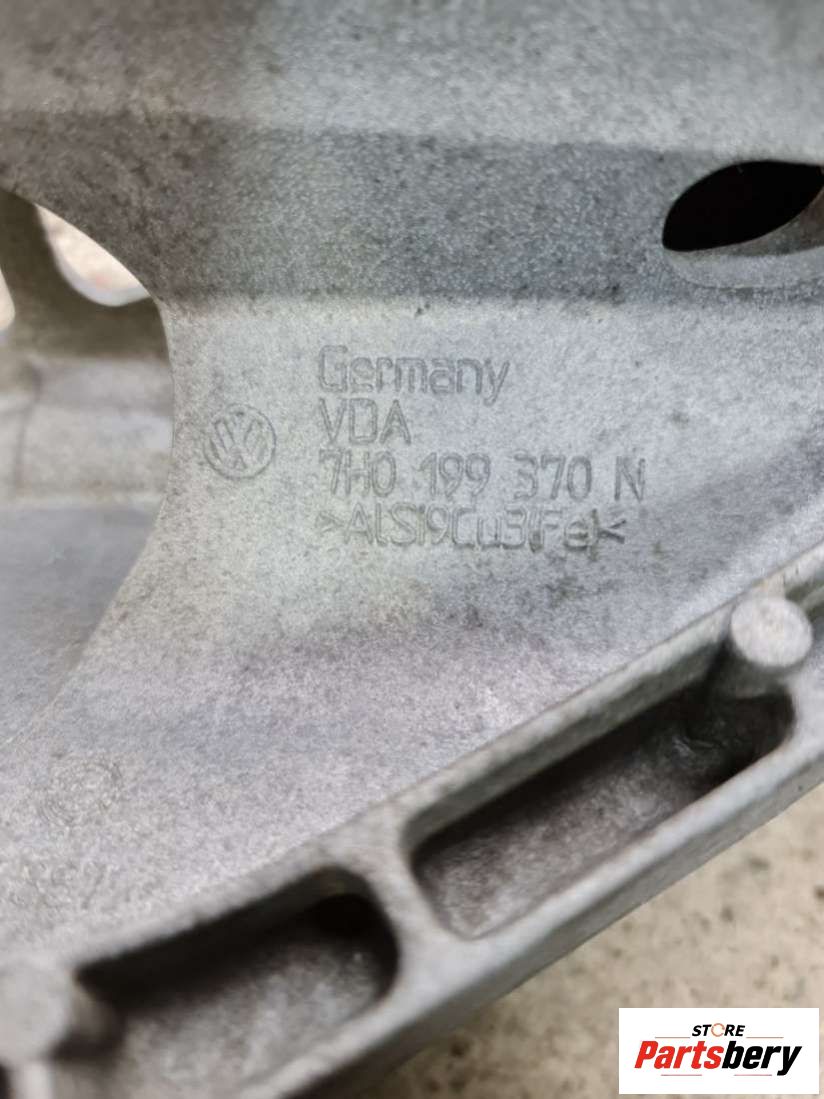 Germany
VDA
7H0 199 370 N
>AlSi9Cu3(Fe)<
STORE
Partsbery